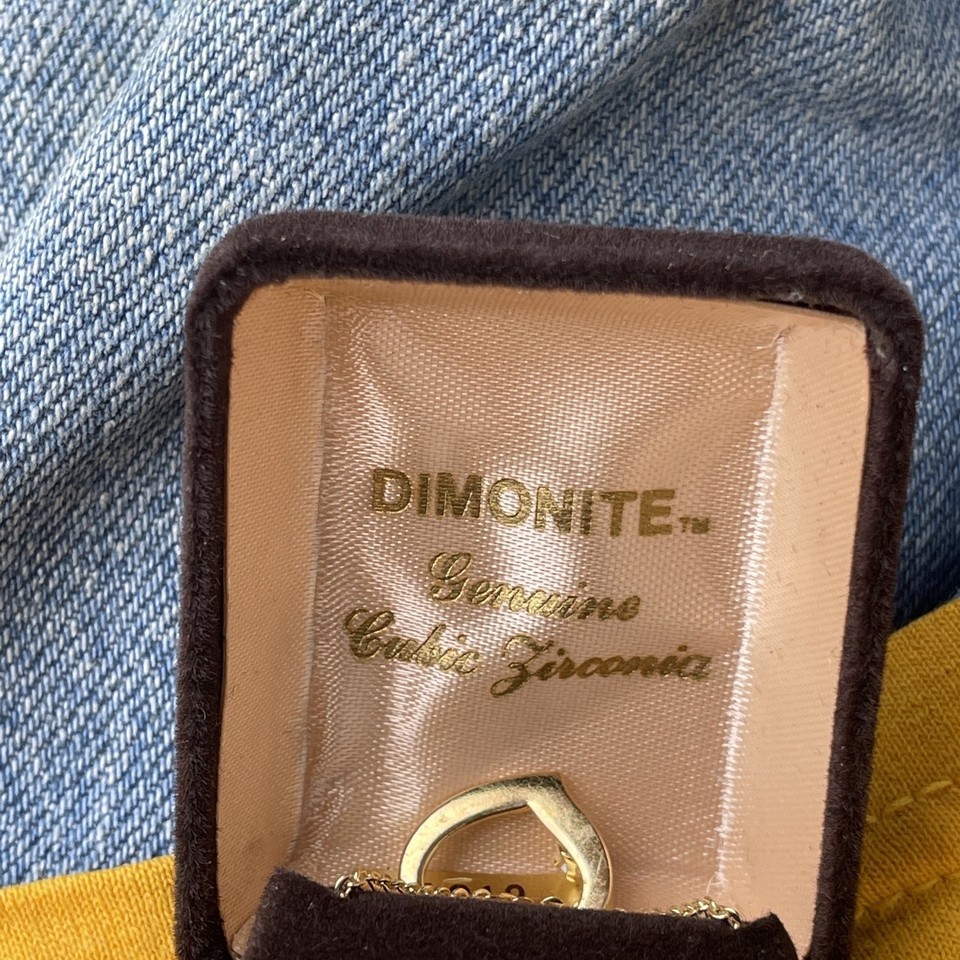 DIMONITE™
Genuine
Cubic Zirconia